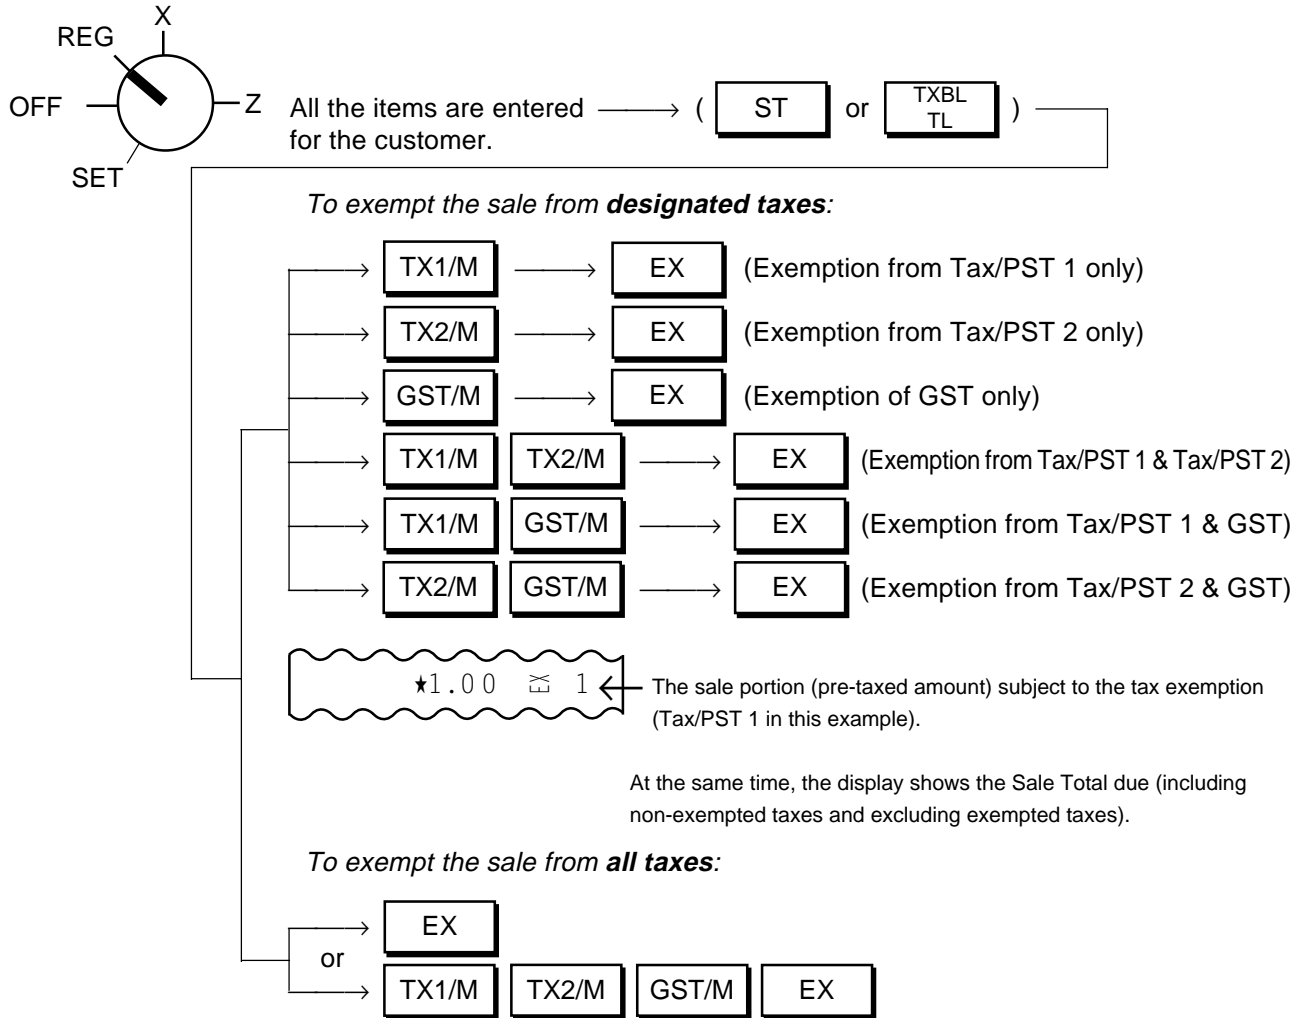 X
REG
OFF
Z
SET
All the items are entered ( ST or TXBL TL )
for the customer.
To exempt the sale from designated taxes:
TX1/M EX (Exemption from Tax/PST 1 only)
TX2/M EX (Exemption from Tax/PST 2 only)
GST/M EX (Exemption of GST only)
TX1/M TX2/M EX (Exemption from Tax/PST 1 & Tax/PST 2)
TX1/M GST/M EX (Exemption from Tax/PST 1 & GST)
TX2/M GST/M EX (Exemption from Tax/PST 2 & GST)
★1.00 EX 1
The sale portion (pre-taxed amount) subject to the tax exemption
(Tax/PST 1 in this example).
At the same time, the display shows the Sale Total due (including
non-exempted taxes and excluding exempted taxes).
To exempt the sale from all taxes:
EX
or
TX1/M TX2/M GST/M EX